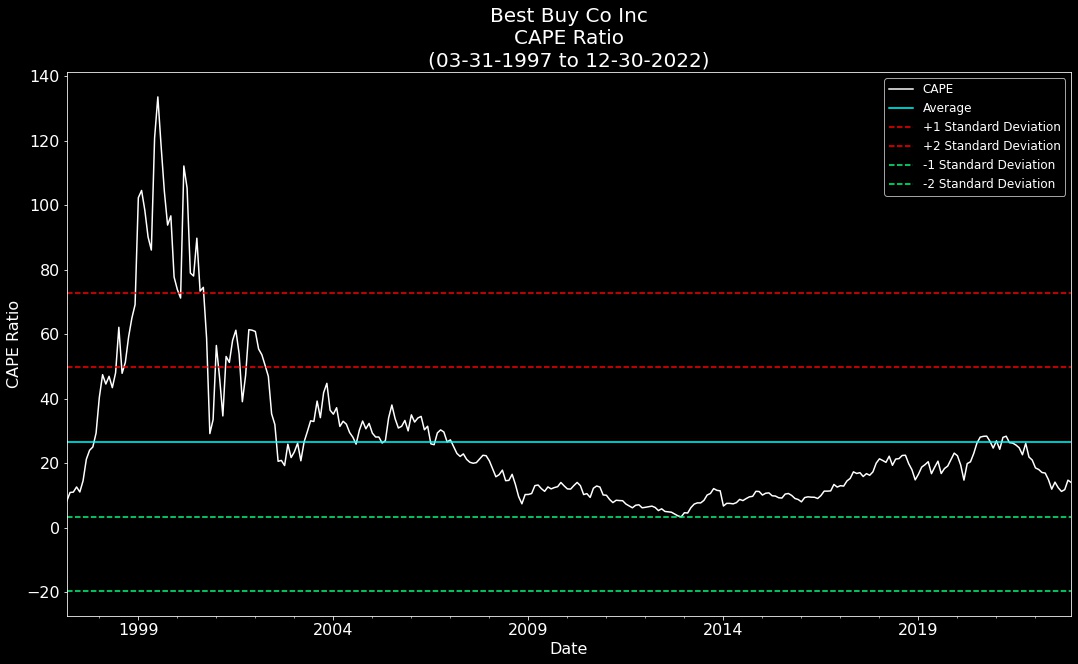 Best Buy Co Inc
CAPE Ratio
(03-31-1997 to 12-30-2022)
CAPE
Average
+1 Standard Deviation
+2 Standard Deviation
-1 Standard Deviation
-2 Standard Deviation
CAPE Ratio
140
120
100
80
60
40
20
0
−20
1999
2004
2009
2014
2019
Date